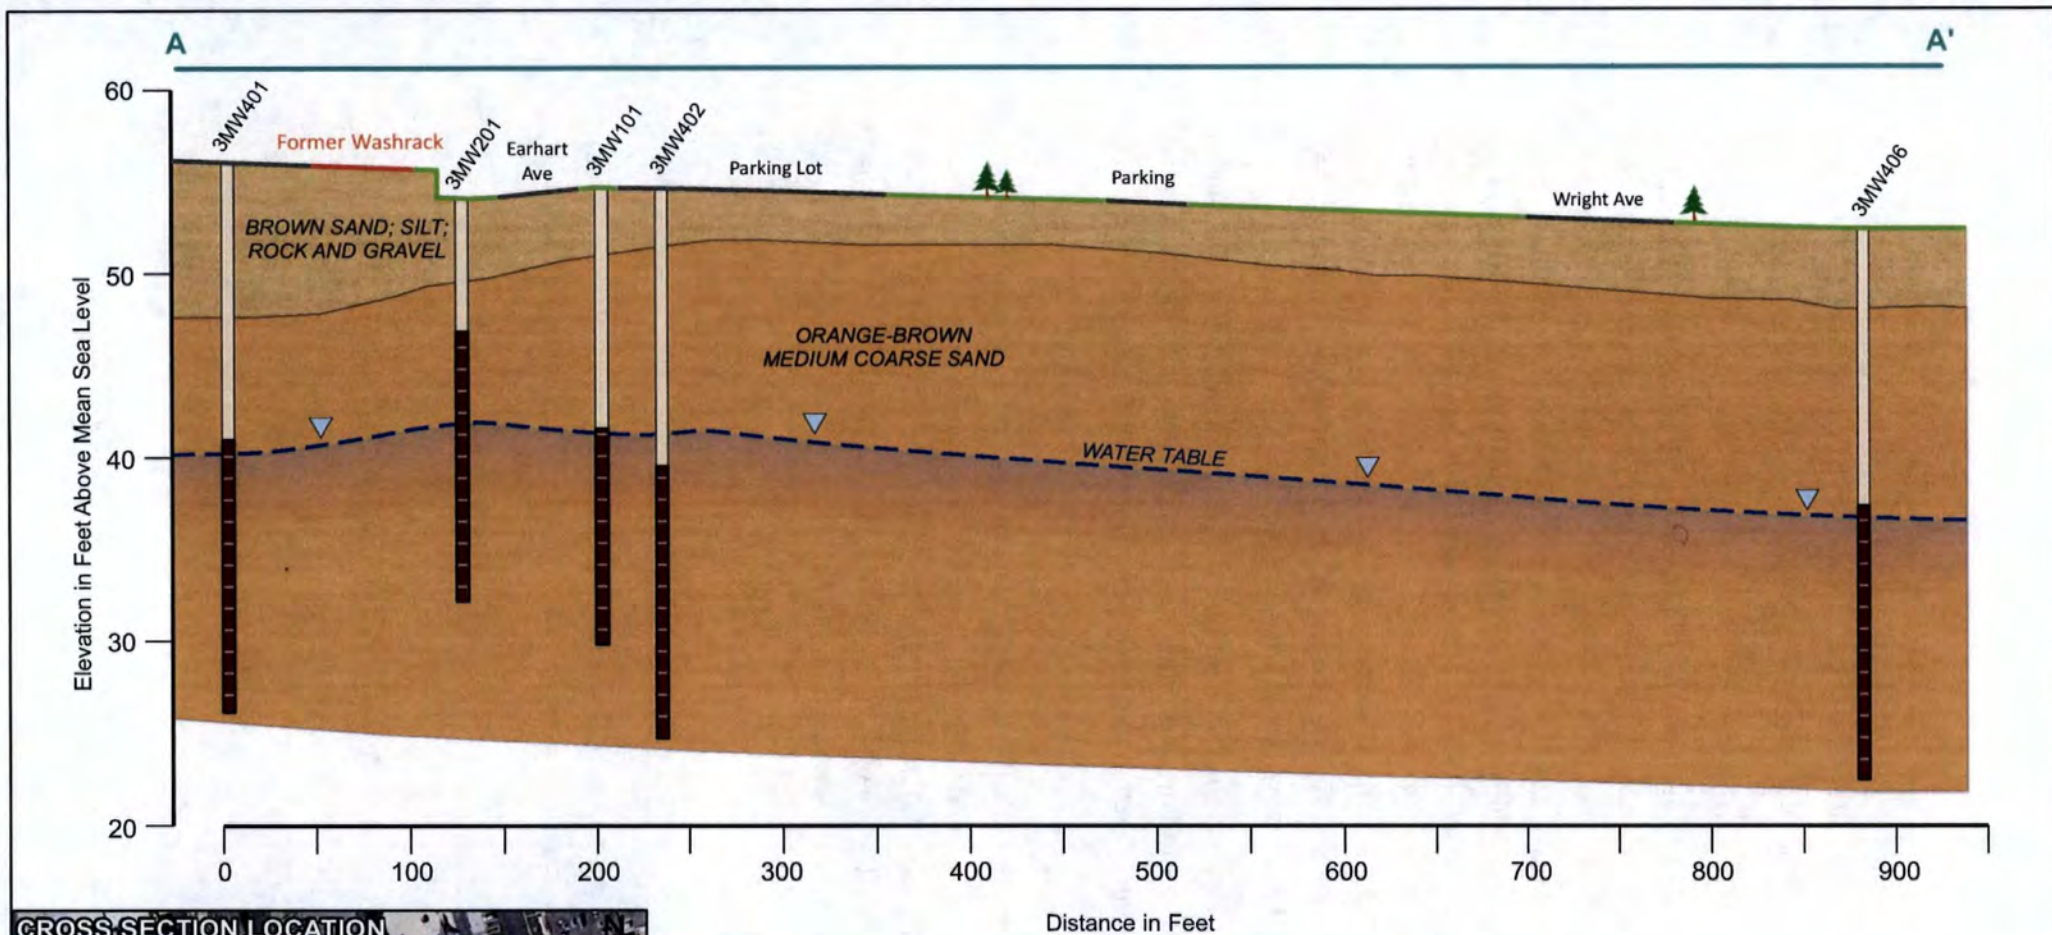 A A'
60
50
40
30
20
Elevation in Feet Above Mean Sea Level
3MW401
Former Washrack
3MW201
Earhart
Ave
3MW101
3MW402
Parking Lot
Parking
Wright Ave
3MW406
BROWN SAND; SILT;
ROCK AND GRAVEL
ORANGE-BROWN
MEDIUM COARSE SAND
WATER TABLE
0 100 200 300 400 500 600 700 800 900
Distance in Feet
CROSS-SECTION LOCATION
N